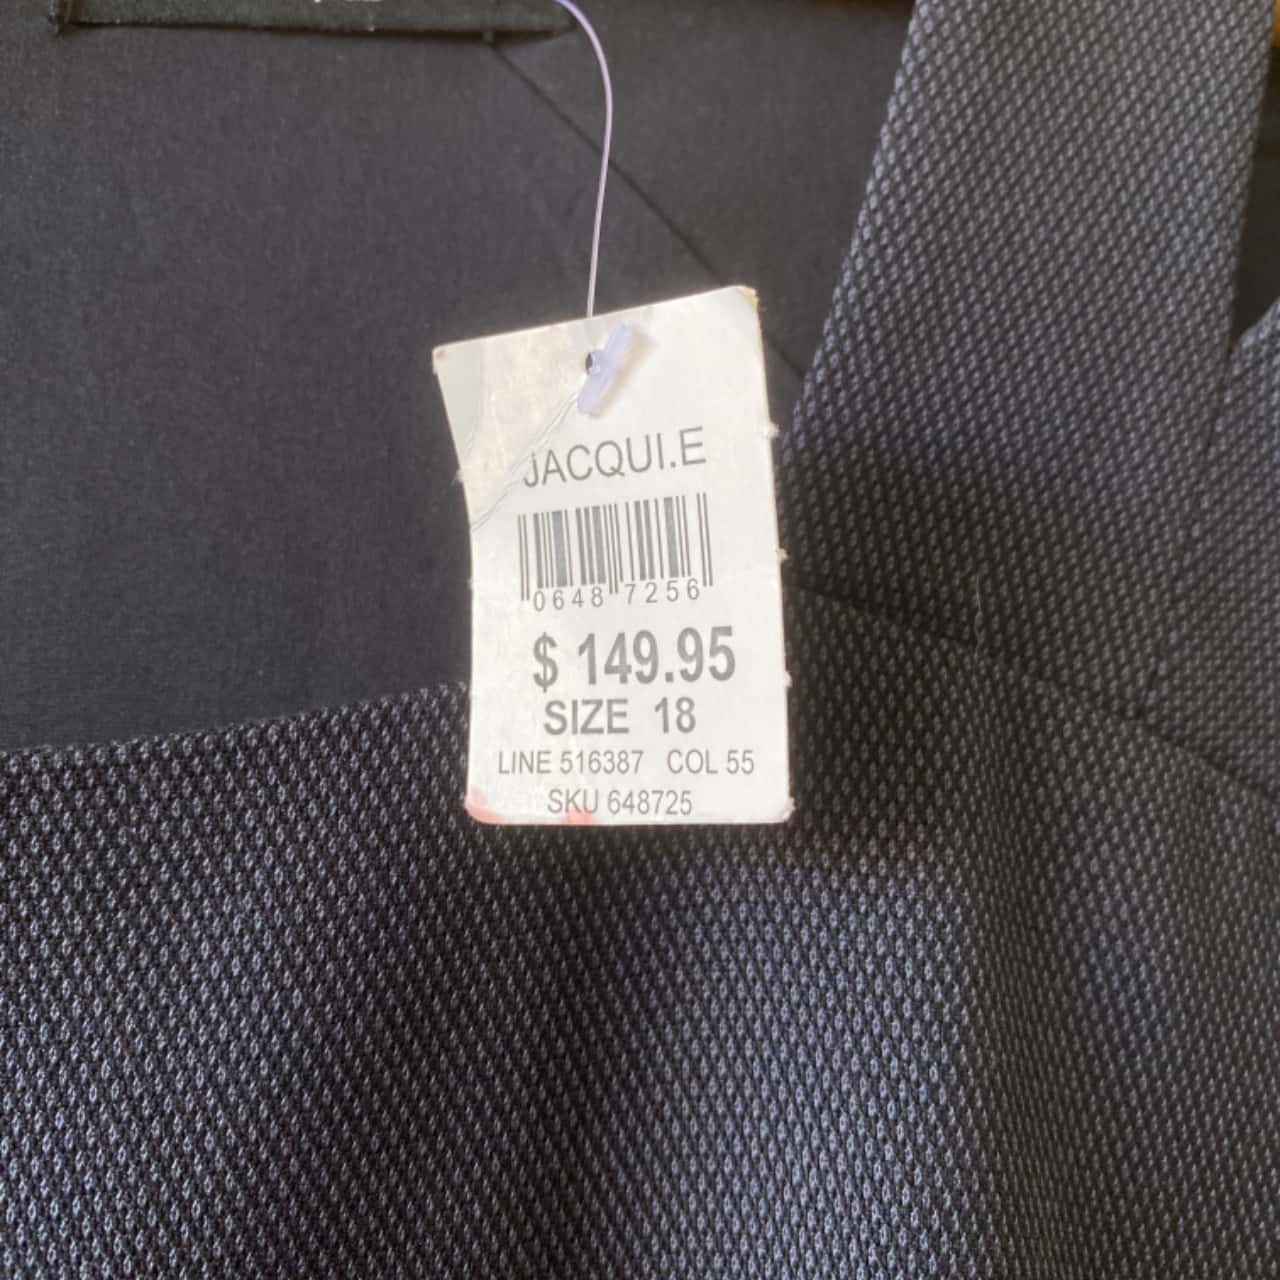 JACQUI.E
0648 7256
$ 149.95
SIZE 18
LINE 516387 COL 55
SKU 648725